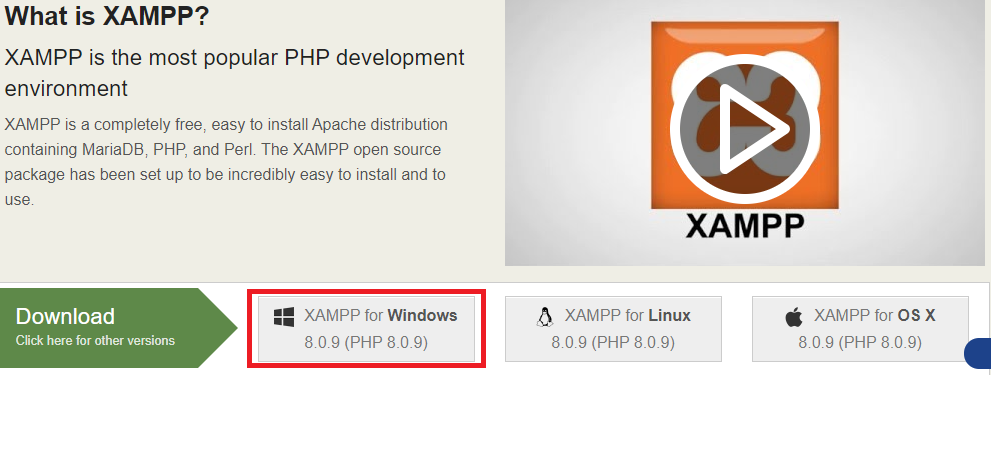 What is XAMPP?
XAMPP is the most popular PHP development
environment
XAMPP is a completely free, easy to install Apache distribution
containing MariaDB, PHP, and Perl. The XAMPP open source
package has been set up to be incredibly easy to install and to
use.
XAMPP
Download
Click here for other versions
XAMPP for Windows
8.0.9 (PHP 8.0.9)
XAMPP for Linux
8.0.9 (PHP 8.0.9)
XAMPP for OS X
8.0.9 (PHP 8.0.9)